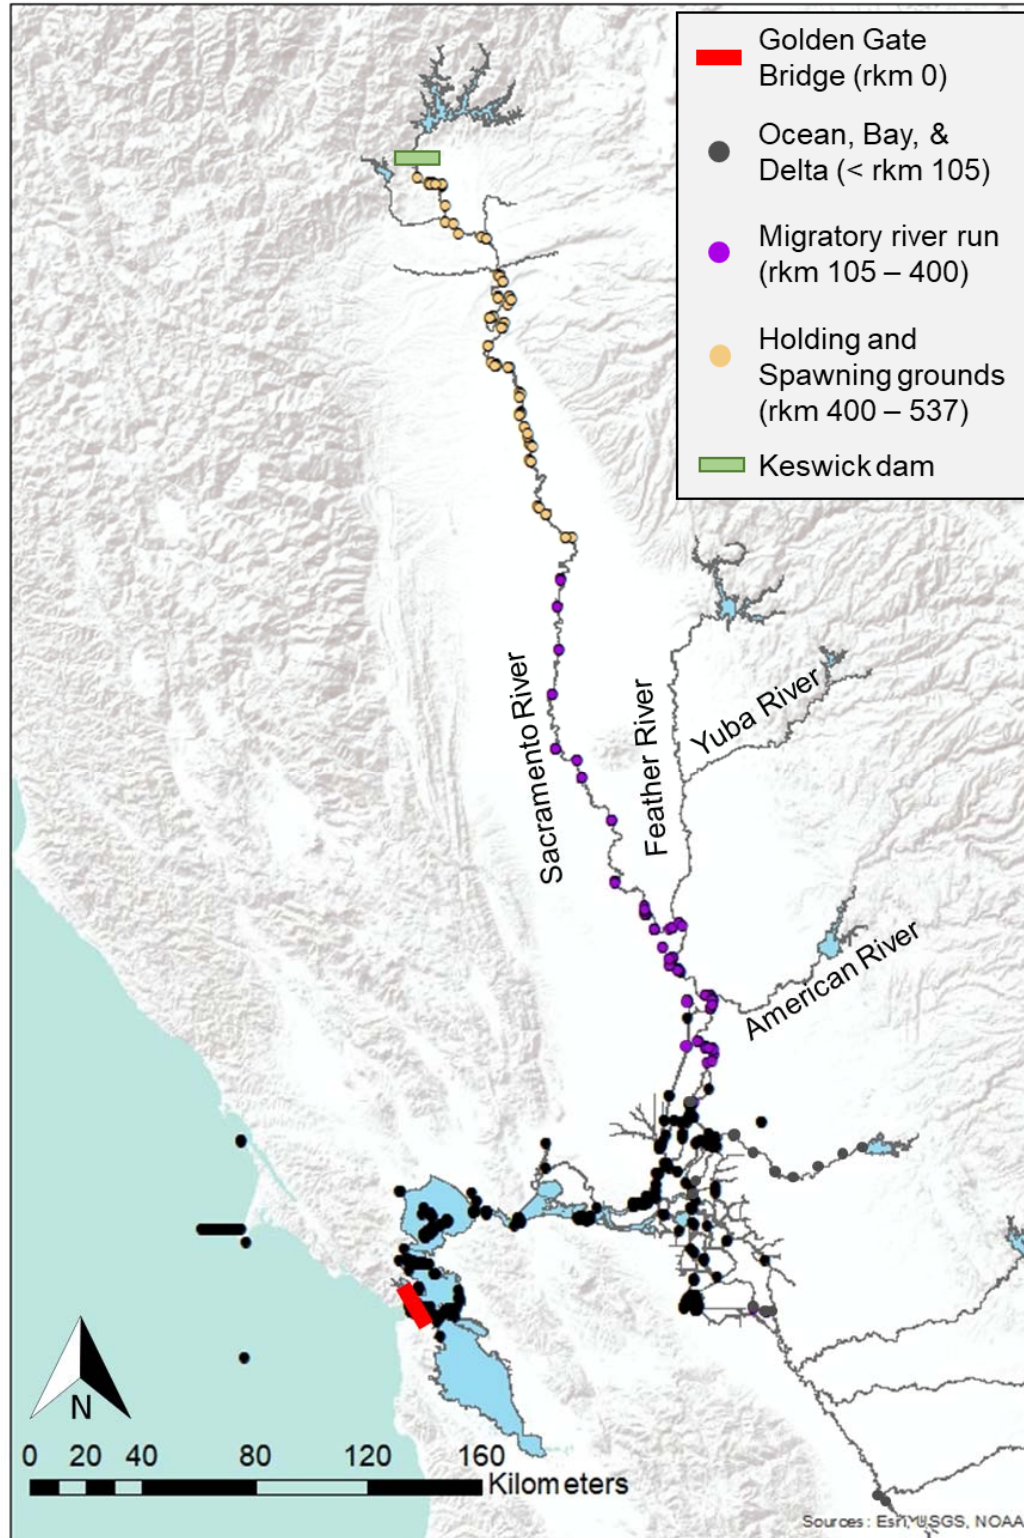 Golden Gate
Bridge (rkm 0)
Ocean, Bay, &
Delta (< rkm 105)
Migratory river run
(rkm 105 – 400)
Holding and
Spawning grounds
(rkm 400 – 537)
Keswick dam
Sacramento River
Feather River
Yuba River
American River
N
0 20 40 80 120 160
Kilometers
Sources: Esri, USGS, NOAA